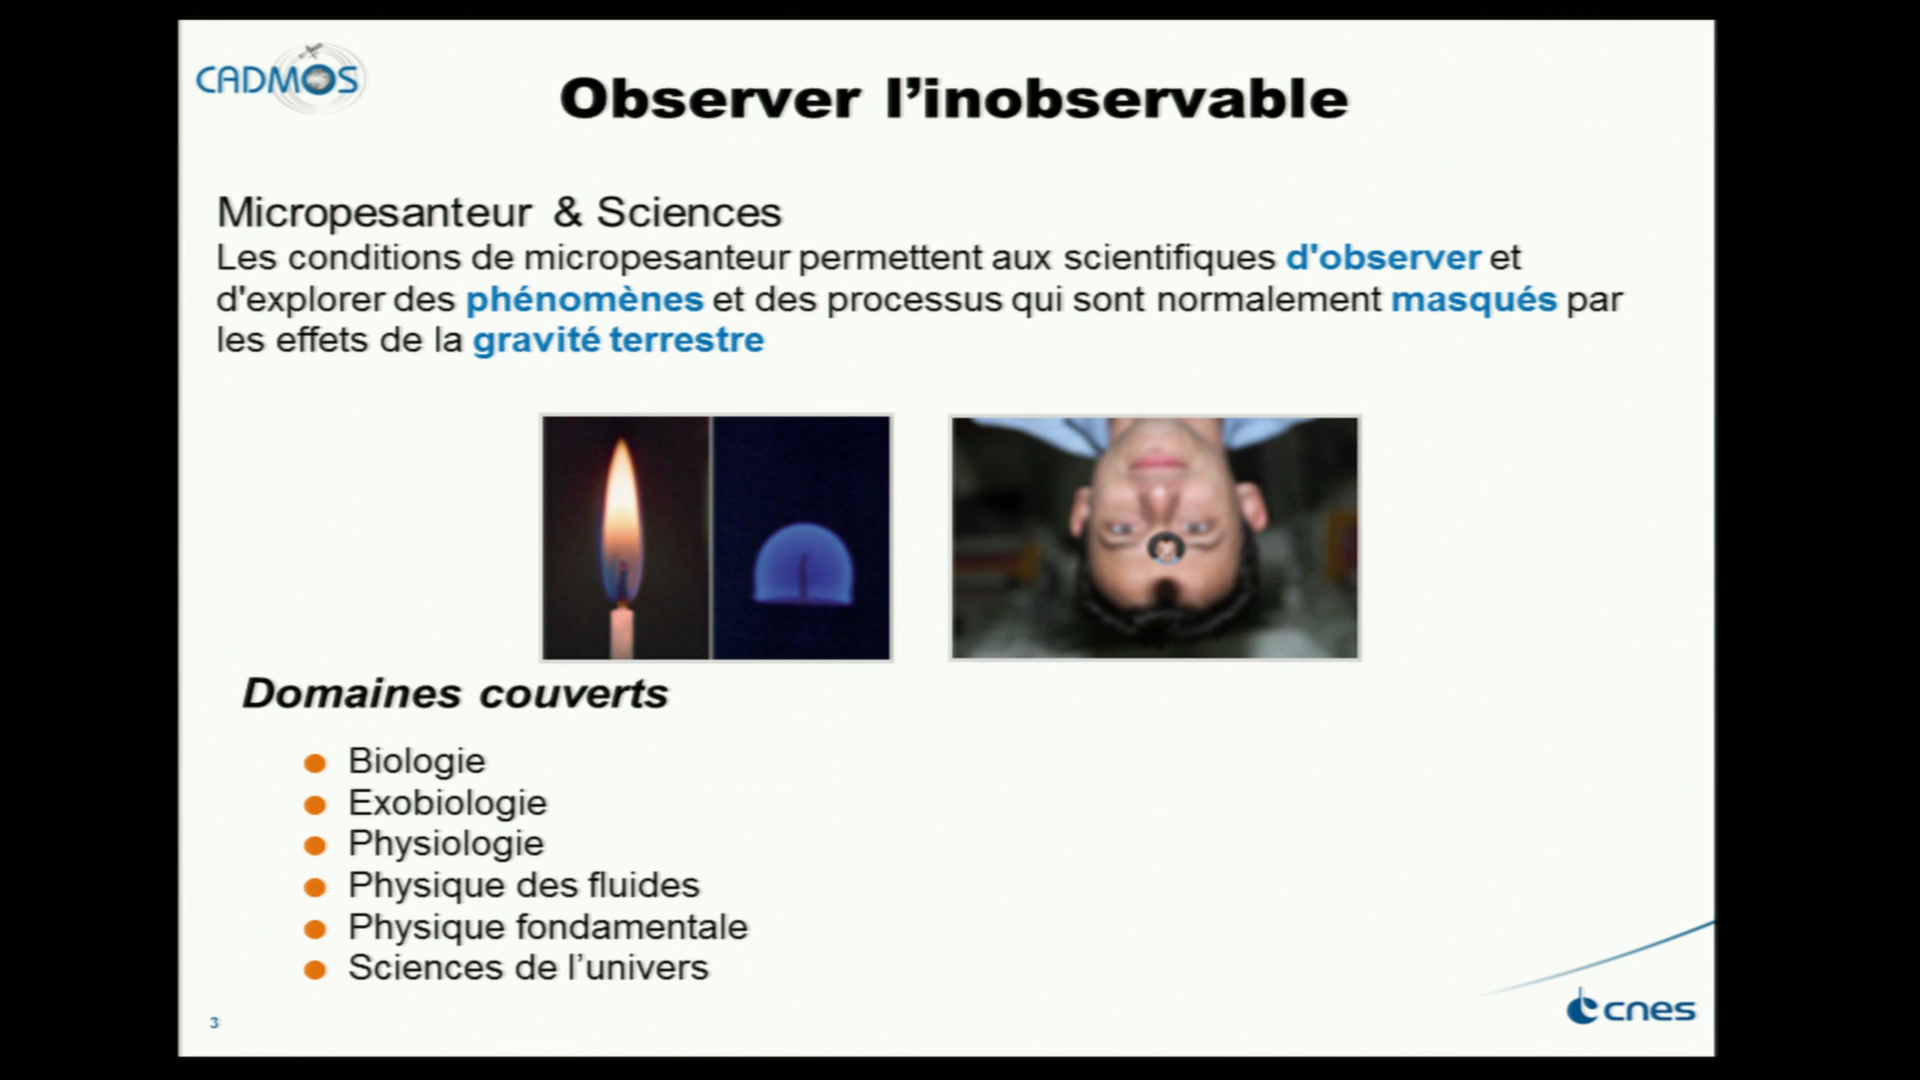 CADMOS
Observer l’inobservable
Micropesanteur & Sciences
Les conditions de micropesanteur permettent aux scientifiques d'observer et
d'explorer des phénomènes et des processus qui sont normalement masqués par
les effets de la gravité terrestre
Domaines couverts
Biologie
Exobiologie
Physiologie
Physique des fluides
Physique fondamentale
Sciences de l’univers
3
cnes